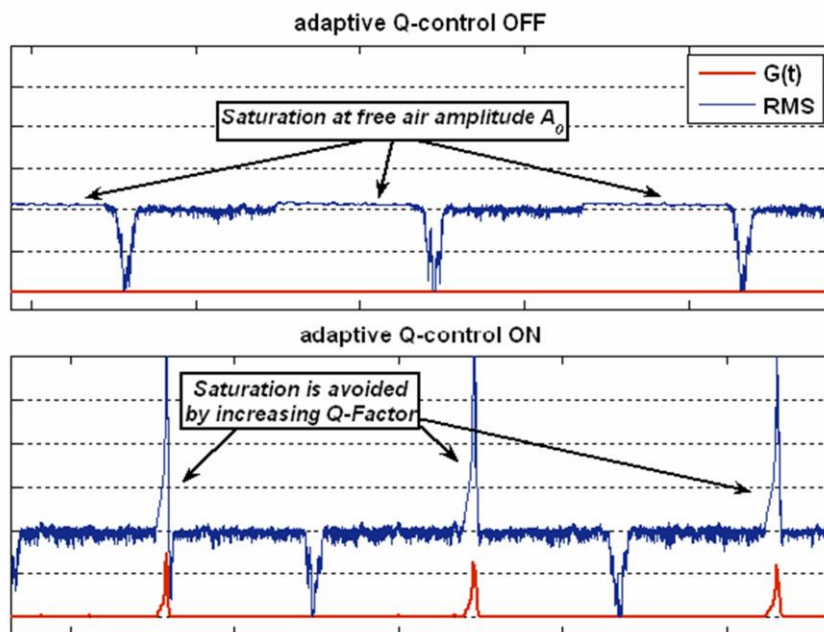 adaptive Q-control OFF
G(t)
RMS
Saturation at free air amplitude A₀
adaptive Q-control ON
Saturation is avoided
by increasing Q-Factor